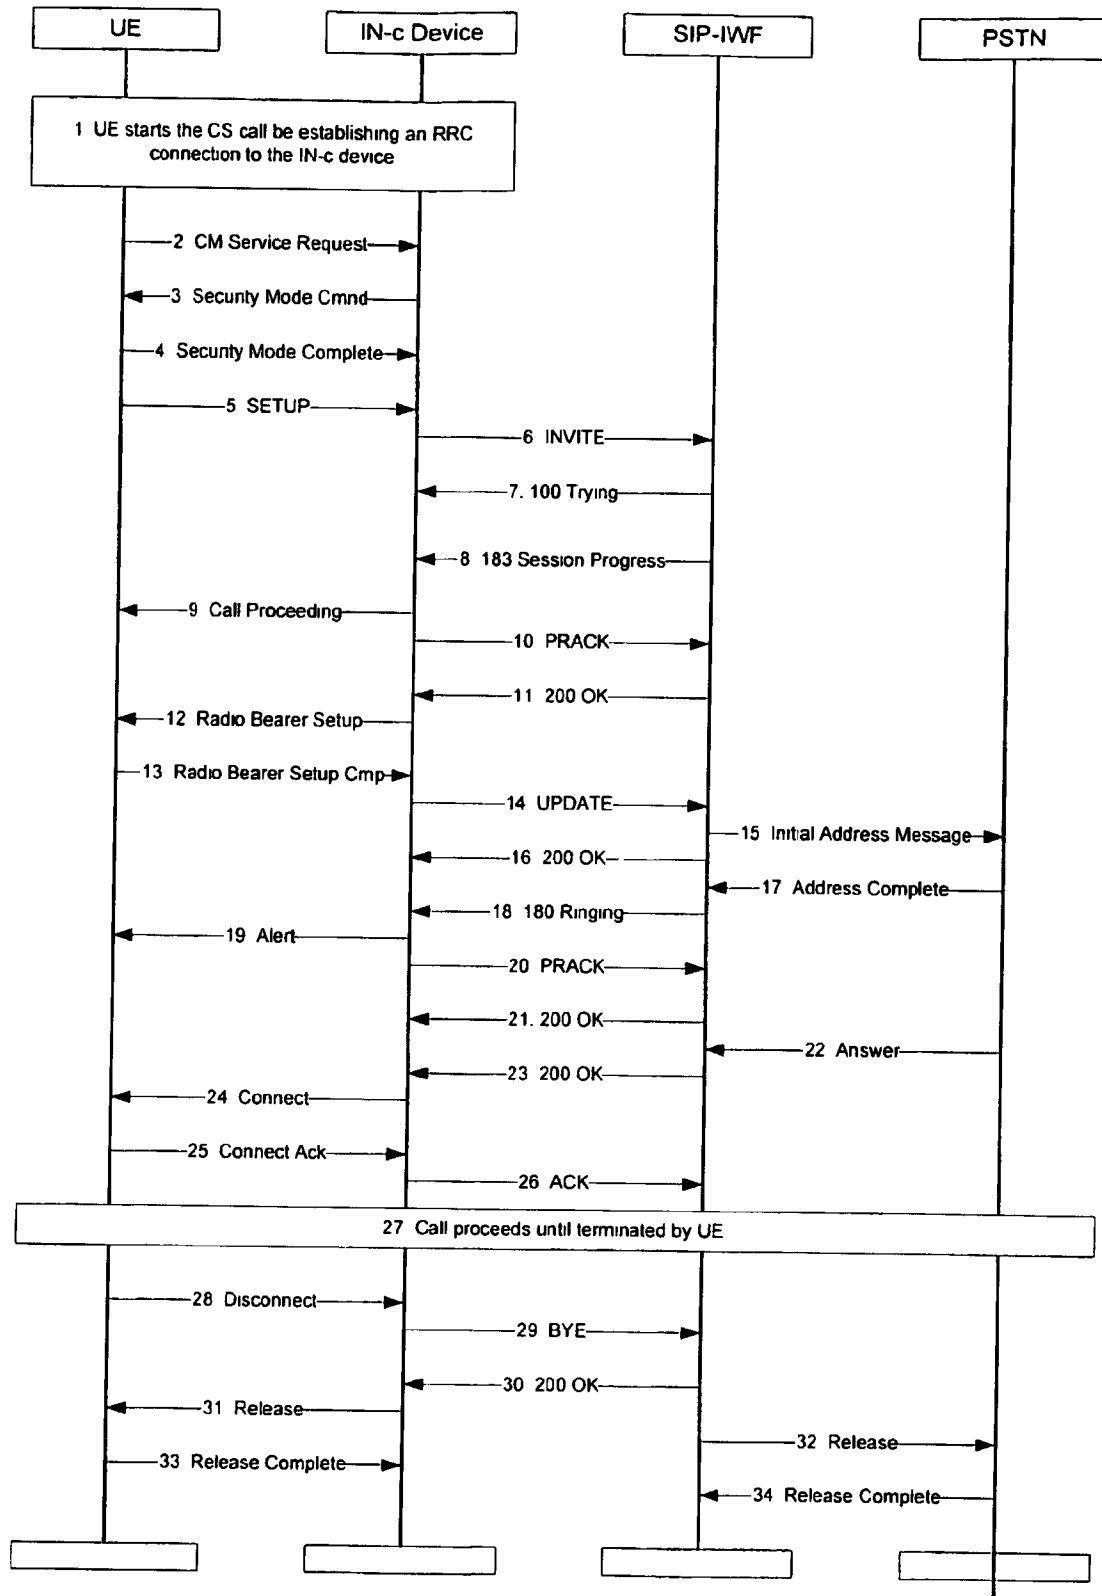 UE
IN-c Device
SIP-IWF
PSTN
1 UE starts the CS call be establishing an RRC
connection to the IN-c device
2 CM Service Request
3 Security Mode Cmnd
4 Security Mode Complete
5 SETUP
6 INVITE
7. 100 Trying
8 183 Session Progress
9 Call Proceeding
10 PRACK
11 200 OK
12 Radio Bearer Setup
13 Radio Bearer Setup Cmp
14 UPDATE
15 Initial Address Message
16 200 OK
17 Address Complete
18 180 Ringing
19 Alert
20 PRACK
21. 200 OK
22 Answer
23 200 OK
24 Connect
25 Connect Ack
26 ACK
27 Call proceeds until terminated by UE
28 Disconnect
29 BYE
30 200 OK
31 Release
32 Release
33 Release Complete
34 Release Complete